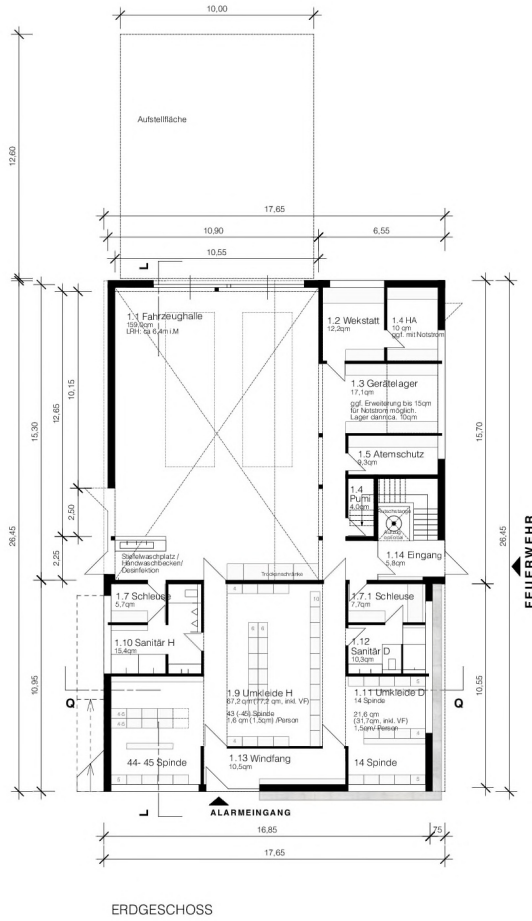 10,00
Aufstellfläche
12,60
17,65
10,90
6,55
10,55
L
1.1 Fahrzeughalle
159,0qm
LRH: ca 6,4m i.M
1.2 Wekstatt
12,2qm
1.4 HA
10 qm
ggf. mit Notstrom
1.3 Gerätelager
17,1qm
ggf. Erweiterung bis 15qm
für Notstrom möglich.
Lager dann ca. 10qm
1.5 Atemschutz
9,3qm
1.4
Pumi
4,0qm
Rutschstange
1.14 Eingang
5,8qm
10,15
12,65
15,30
2,50
2,25
26,45
15,70
26,45
FEUERWEHR
Stiefelwaschplatz /
Handwaschbecken/
Desinfektion
Trockenschränke
1.7 Schleuse
5,7qm
1.7.1 Schleuse
7,7qm
1.10 Sanitär H
15,4qm
1.12
Sanitär D
10,3qm
1.9 Umkleide H
67,2 qm (77,2 qm, inkl. VF)
43 (-45) Spinde
1,6 qm (1,5qm) /Person
1.11 Umkleide D
14 Spinde
21,6 qm
(31,7qm, inkl. VF)
1,5qm/ Person
Q
Q
10,95
10,55
44- 45 Spinde
1.13 Windfang
10,5qm
14 Spinde
L
ALARMEINGANG
16,85
75
17,65
ERDGESCHOSS